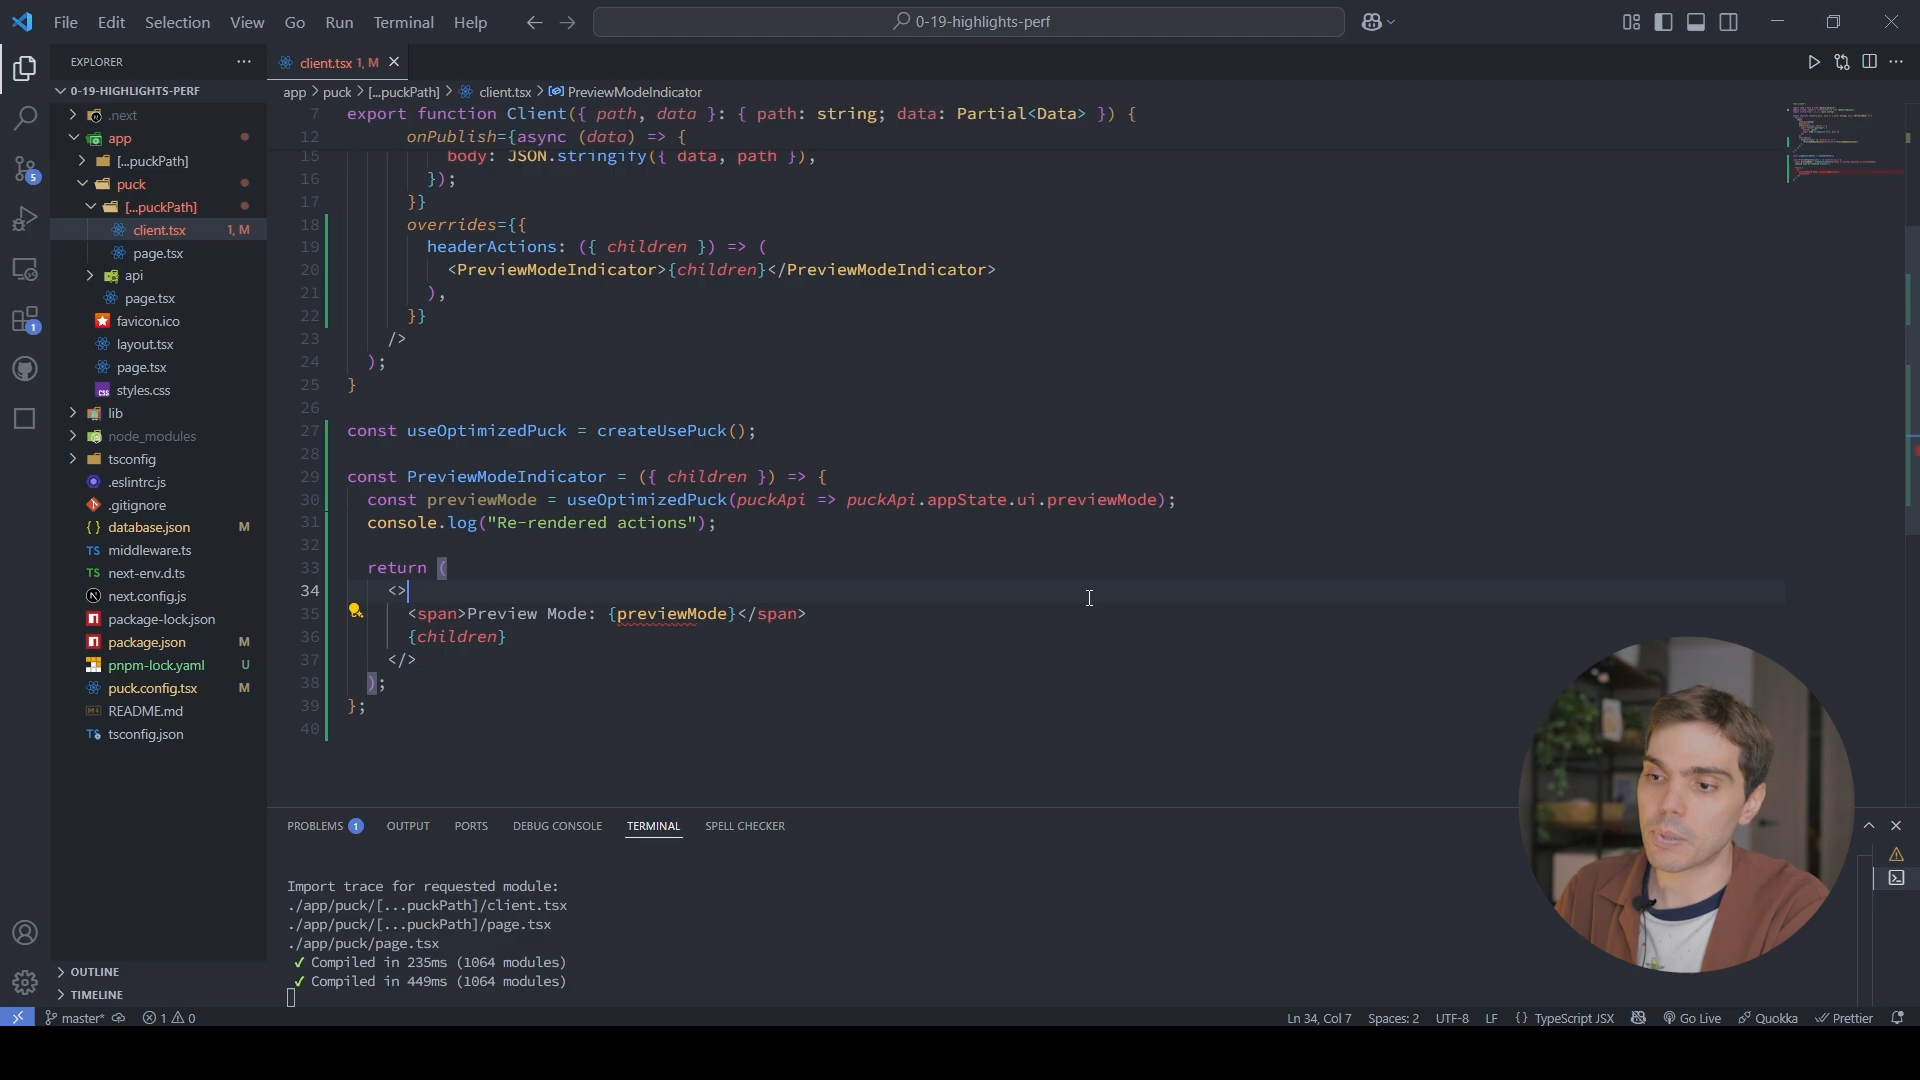 File Edit Selection View Go Run Terminal Help
0-19-highlights-perf
EXPLORER
0-19-HIGHLIGHTS-PERF
.next
app
[...puckPath]
puck
[...puckPath]
client.tsx 1, M
page.tsx
api
page.tsx
favicon.ico
layout.tsx
page.tsx
styles.css
lib
node_modules
tsconfig
.eslintrc.js
.gitignore
database.json M
middleware.ts
next-env.d.ts
next.config.js
package-lock.json
package.json M
pnpm-lock.yaml U
puck.config.tsx M
README.md
tsconfig.json
OUTLINE
TIMELINE
5
1
client.tsx 1, M
app > puck > [...puckPath] > client.tsx > PreviewModeIndicator
7 export function Client({ path, data }: { path: string; data: Partial<Data> }) {
12 onPublish={async (data) => {
15 body: JSON.stringify({ data, path }),
16 });
17 }}
18 overrides={{
19 headerActions: ({ children }) => (
20 <PreviewModeIndicator>{children}</PreviewModeIndicator>
21 ),
22 }}
23 />
24 );
25 }
26
27 const useOptimizedPuck = createUsePuck();
28
29 const PreviewModeIndicator = ({ children }) => {
30 const previewMode = useOptimizedPuck(puckApi => puckApi.appState.ui.previewMode);
31 console.log("Re-rendered actions");
32
33 return (
34 <>
35 <span>Preview Mode: {previewMode}</span>
36 {children}
37 </>
38 );
39 };
40
PROBLEMS 1 OUTPUT PORTS DEBUG CONSOLE TERMINAL SPELL CHECKER
Import trace for requested module:
./app/puck/[...puckPath]/client.tsx
./app/puck/[...puckPath]/page.tsx
./app/puck/page.tsx
✓ Compiled in 235ms (1064 modules)
✓ Compiled in 449ms (1064 modules)
master* 1 0 Ln 34, Col 7 Spaces: 2 UTF-8 LF {} TypeScript JSX Go Live Quokka Prettier